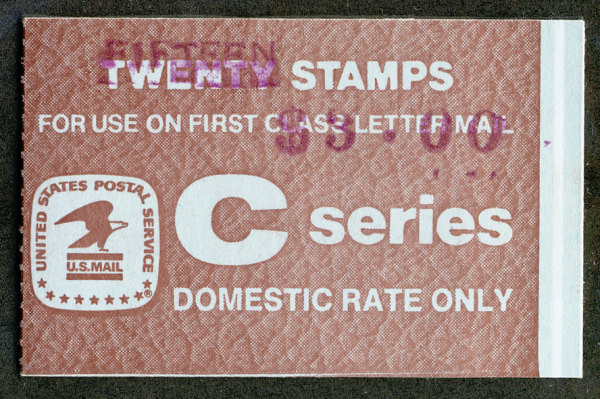 FIFTEEN
TWENTY STAMPS
FOR USE ON FIRST CLASS LETTER MAIL
$3.00
C series
UNITED STATES POSTAL SERVICE
U.S.MAIL
®
DOMESTIC RATE ONLY